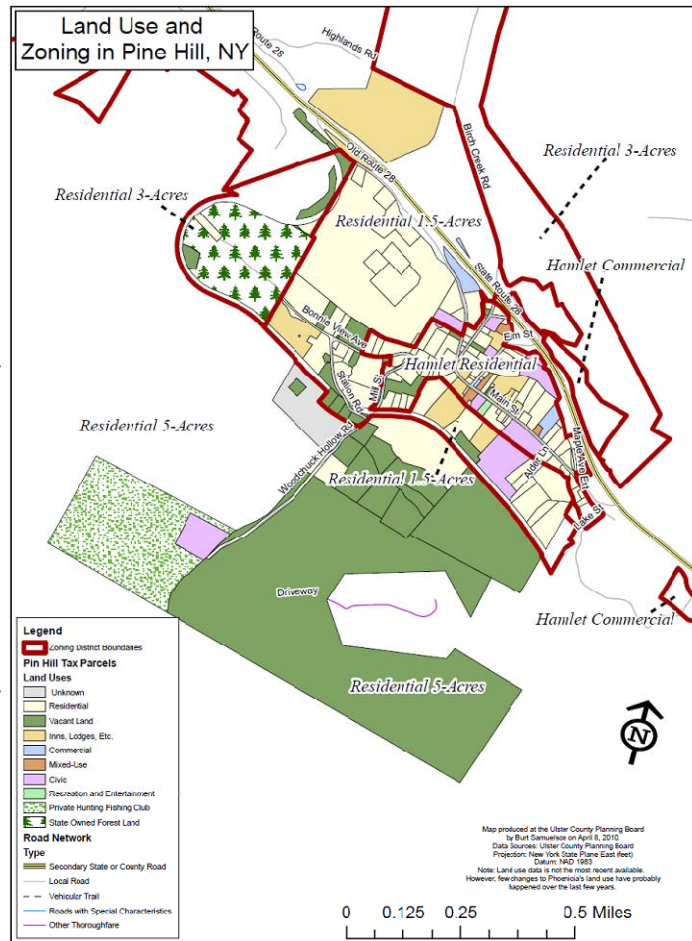 Land Use and
Zoning in Pine Hill, NY
Route 28
Highlands Rd
Old Route 28
Birch Creek Rd
Residential 3-Acres
Residential 3-Acres
Residential 1.5-Acres
Hamlet Commercial
State Route 28
Elm St
Bonnie View Ave
Hamlet Residential
Station Rd
Mill St
Main St
Residential 5-Acres
Woodchuck Hollow Rd
Residential 1.5-Acres
Alder Ln
Maple Ave Ext
Lake St
Driveway
Hamlet Commercial
Residential 5-Acres
Legend
Zoning District Boundaries
Pin Hill Tax Parcels
Land Uses
Unknown
Residential
Vacant Land
Inns, Lodges, Etc.
Commercial
Mixed-Use
Civic
Recreation and Entertainment
Private Hunting Fishing Club
State Owned Forest Land
Road Network
Type
Secondary State or County Road
Local Road
Vehicular Trail
Roads with Special Characteristics
Other Thoroughfare
N
Map produced at the Ulster County Planning Board
by Burt Samuelson on April 8, 2010.
Data Sources: Ulster County Planning Board
Projection: New York State Plane East (feet)
Datum: NAD 1983
Note: Land use data is not the most recent available.
However, few changes to Phoenicia's land use have probably
happened over the last few years.
0 0.125 0.25 0.5 Miles